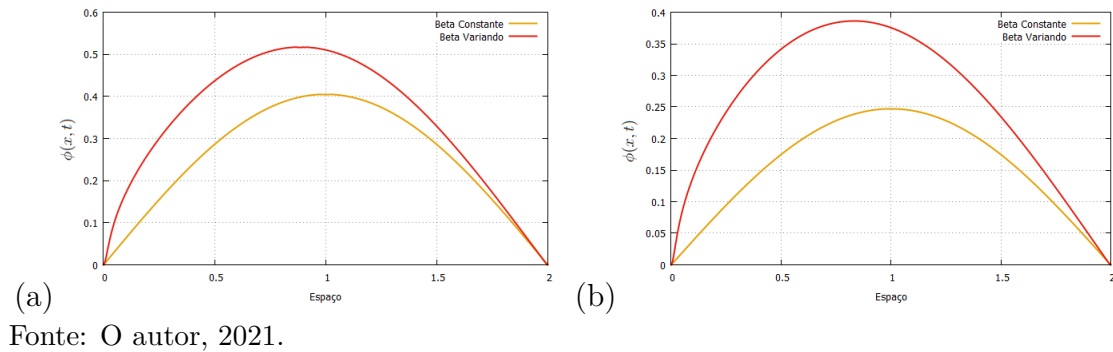 Beta Constante
Beta Variando
0.6
0.5
0.4
0.3
0.2
0.1
0
ϕ(x, t)
0 0.5 1 1.5 2
Espaço
(a)
Beta Constante
Beta Variando
0.4
0.35
0.3
0.25
0.2
0.15
0.1
0.05
0
ϕ(x, t)
0 0.5 1 1.5 2
Espaço
(b)
Fonte: O autor, 2021.